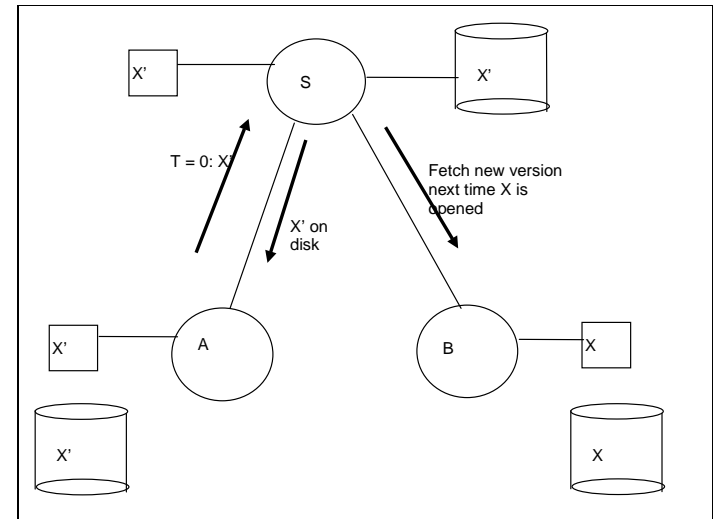 X’
S
X’
T = 0: X’
Fetch new version
next time X is
opened
X’ on
disk
X’
A
B
X
X’
X